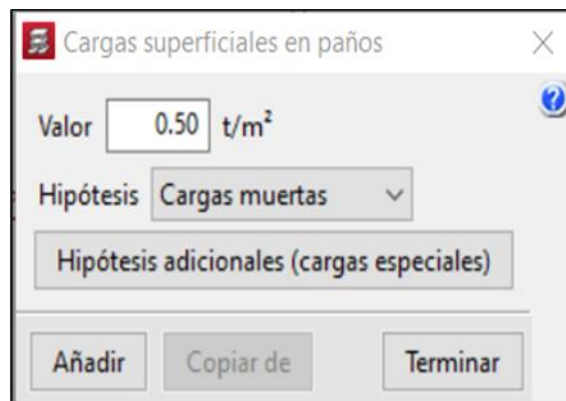 Cargas superficiales en paños
Valor 0.50 t/m²
Hipótesis Cargas muertas
Hipótesis adicionales (cargas especiales)
Añadir Copiar de Terminar